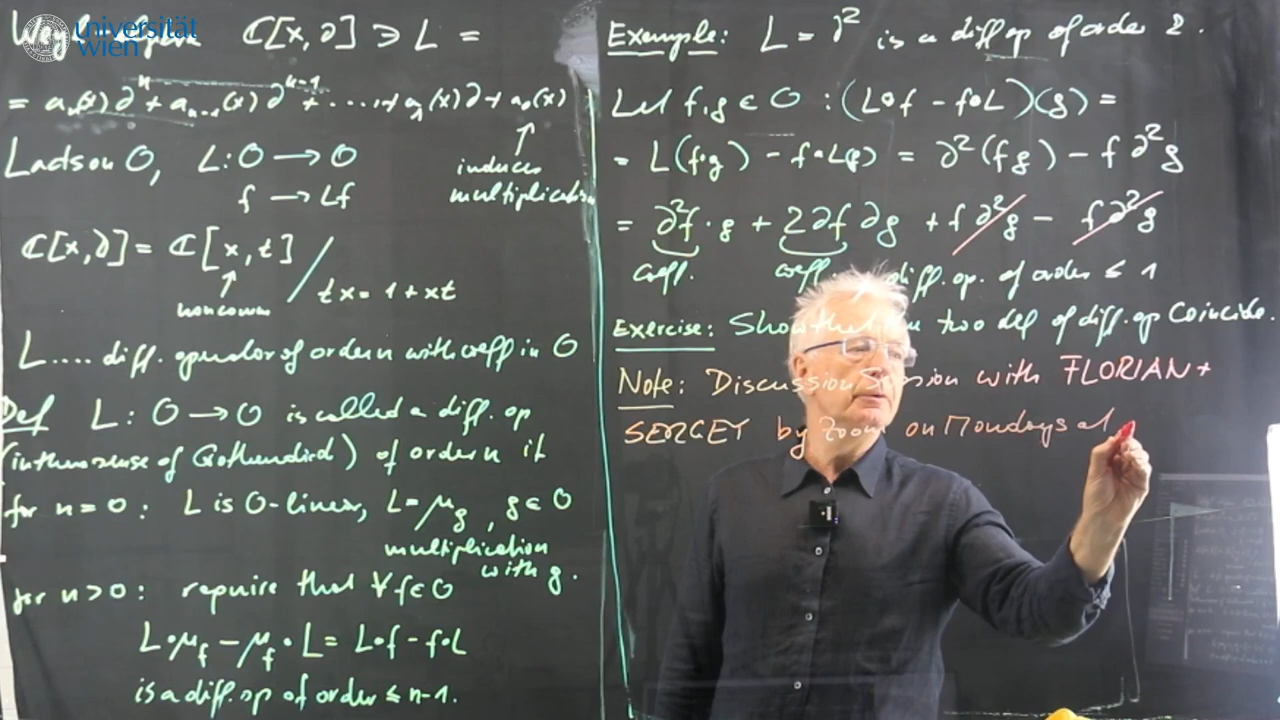 universität
wien
C[x, ∂] ∋ L =
= aₙ(x) ∂ⁿ + aₙ₋₁(x) ∂ⁿ⁻¹ + ..... + a₁(x) ∂ + a₀(x)
↑
induces
multiplication
L acts on O, L: O → O
f → Lf
C[x, ∂] = C[x, t] / t x = 1 + xt
↑
noncomm
L .... diff. operator of order n with coeff in O
Def L: O → O is called a diff. op
(in the sense of Grothendieck) of order n if
for n = 0: L is O-linear, L = μ_g, g ∈ O
multiplication
with g.
for n > 0: require that ∀ f ∈ O
L ∘ μ_f − μ_f ∘ L = L∘f − f∘L
is a diff. op of order ≤ n-1.
Example: L = ∂² is a diff op of order 2.
Let f, g ∈ O : (L∘f − f∘L)(g) =
= L(f·g) − f·L(g) = ∂²(fg) − f ∂²g
= ∂²f · g + 2∂f ∂g + f ∂²g − f ∂²g
coeff. coeff. diff. op. of order ≤ 1
Exercise: Show that two def of diff. op coincide.
Note: Discussion Session with FLORIAN +
SERGEY by Zoom on Mondays at